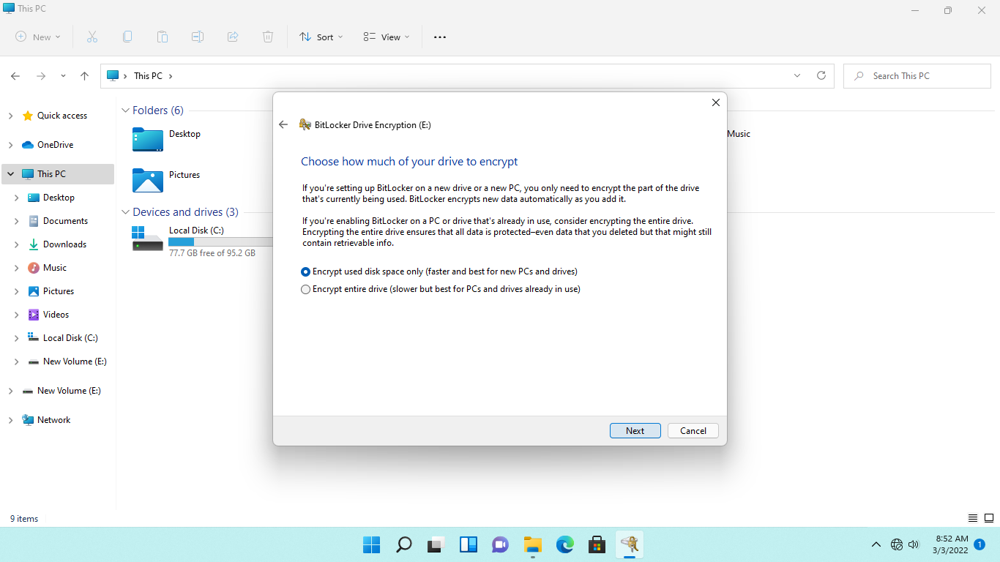 This PC
New
Sort
View
This PC
Search This PC
Quick access
OneDrive
This PC
Desktop
Documents
Downloads
Music
Pictures
Videos
Local Disk (C:)
New Volume (E:)
New Volume (E:)
Network
Folders (6)
Desktop
Music
Pictures
Devices and drives (3)
Local Disk (C:)
77.7 GB free of 95.2 GB
BitLocker Drive Encryption (E:)
Choose how much of your drive to encrypt
If you're setting up BitLocker on a new drive or a new PC, you only need to encrypt the part of the drive
that's currently being used. BitLocker encrypts new data automatically as you add it.
If you're enabling BitLocker on a PC or drive that's already in use, consider encrypting the entire drive.
Encrypting the entire drive ensures that all data is protected–even data that you deleted but that might still
contain retrievable info.
Encrypt used disk space only (faster and best for new PCs and drives)
Encrypt entire drive (slower but best for PCs and drives already in use)
Next
Cancel
9 items
8:52 AM
3/3/2022
1